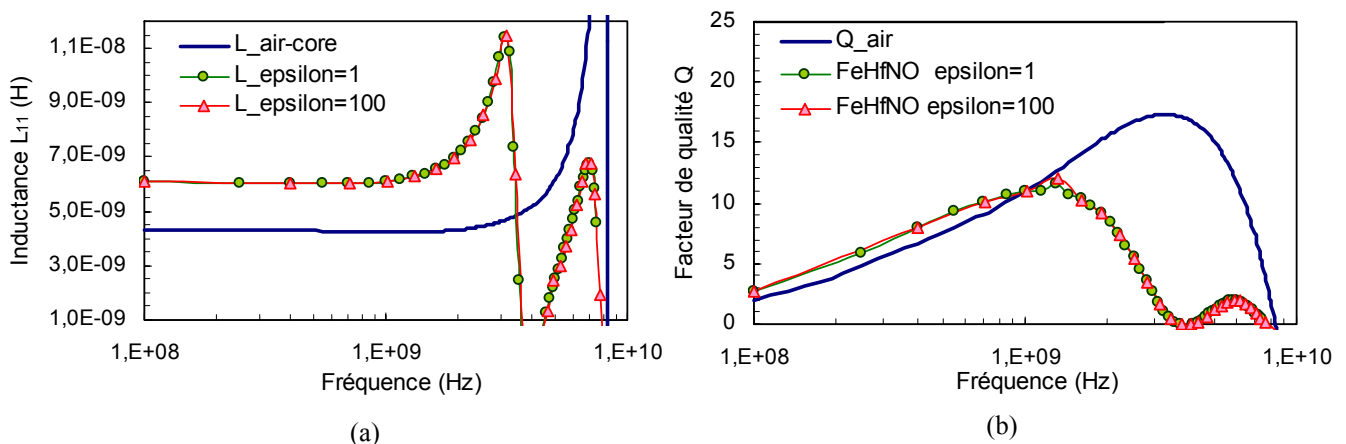 1,1E-08
9,0E-09
7,0E-09
5,0E-09
3,0E-09
1,0E-09
Inductance L11 (H)
L_air-core
L_epsilon=1
L_epsilon=100
1,E+08
1,E+09
1,E+10
Fréquence (Hz)
(a)
25
20
15
10
5
0
Facteur de qualité Q
Q_air
FeHfNO epsilon=1
FeHfNO epsilon=100
1,E+08
1,E+09
1,E+10
Fréquence (Hz)
(b)